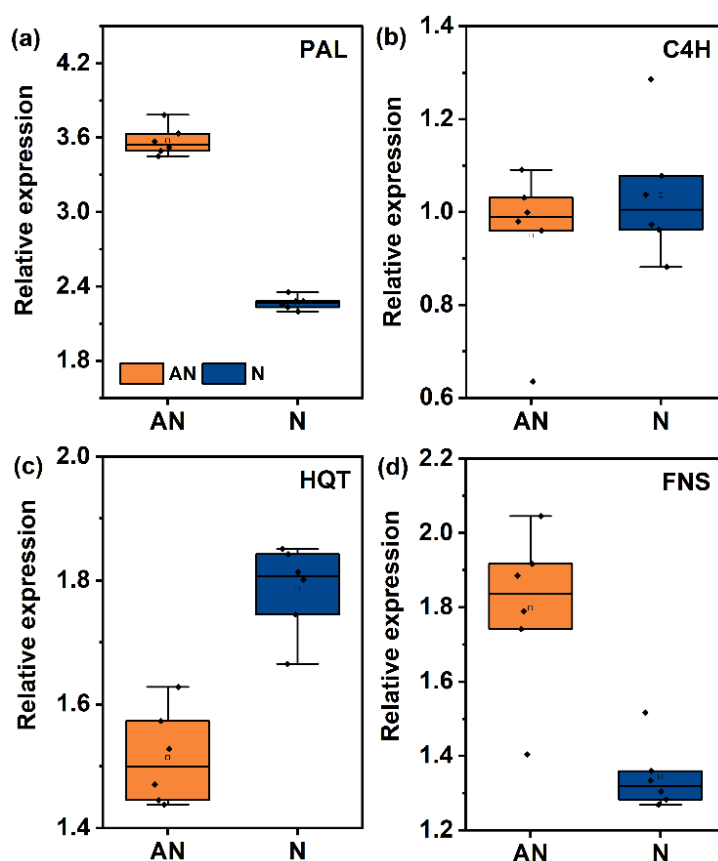 (a)
PAL
Relative expression
4.2
3.6
3.0
2.4
1.8
AN
N
AN
N
(b)
C4H
Relative expression
1.4
1.2
1.0
0.8
0.6
AN
N
(c)
HQT
Relative expression
2.0
1.8
1.6
1.4
AN
N
(d)
FNS
Relative expression
2.2
2.0
1.8
1.6
1.4
1.2
AN
N